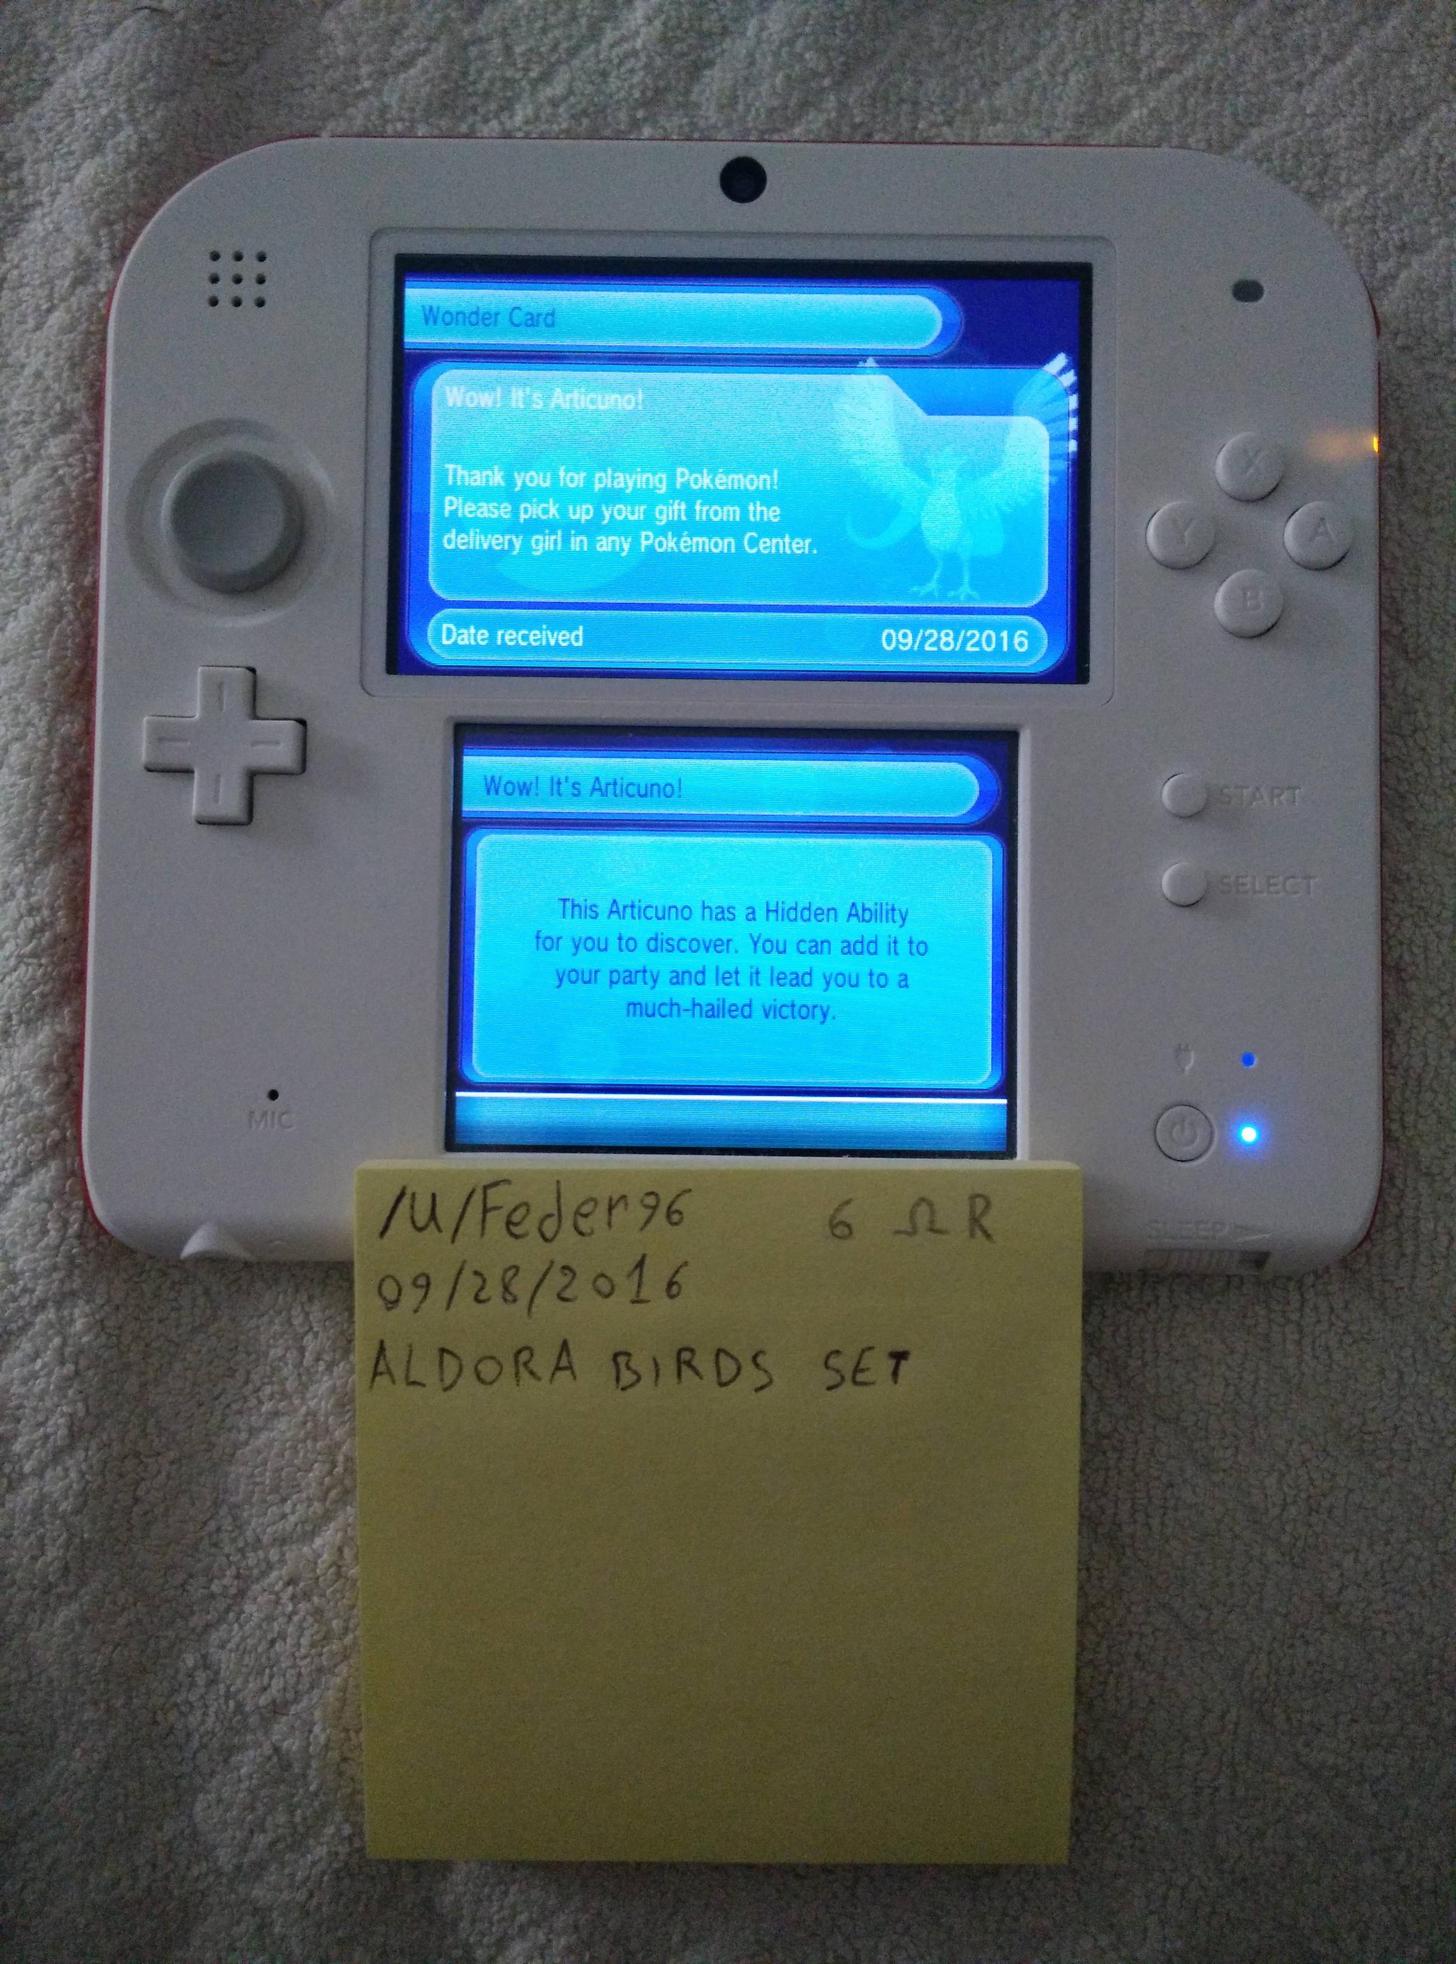 Wonder Card
Wow! It's Articuno!
Thank you for playing Pokémon!
Please pick up your gift from the
delivery girl in any Pokémon Center.
Date received 09/28/2016
X
Y A
B
Wow! It's Articuno!
START
SELECT
This Articuno has a Hidden Ability
for you to discover. You can add it to
your party and let it lead you to a
much-hailed victory.
MIC
SLEEP
/u/Feder96 6 ΩR
09/28/2016
ALDORA BIRDS SET